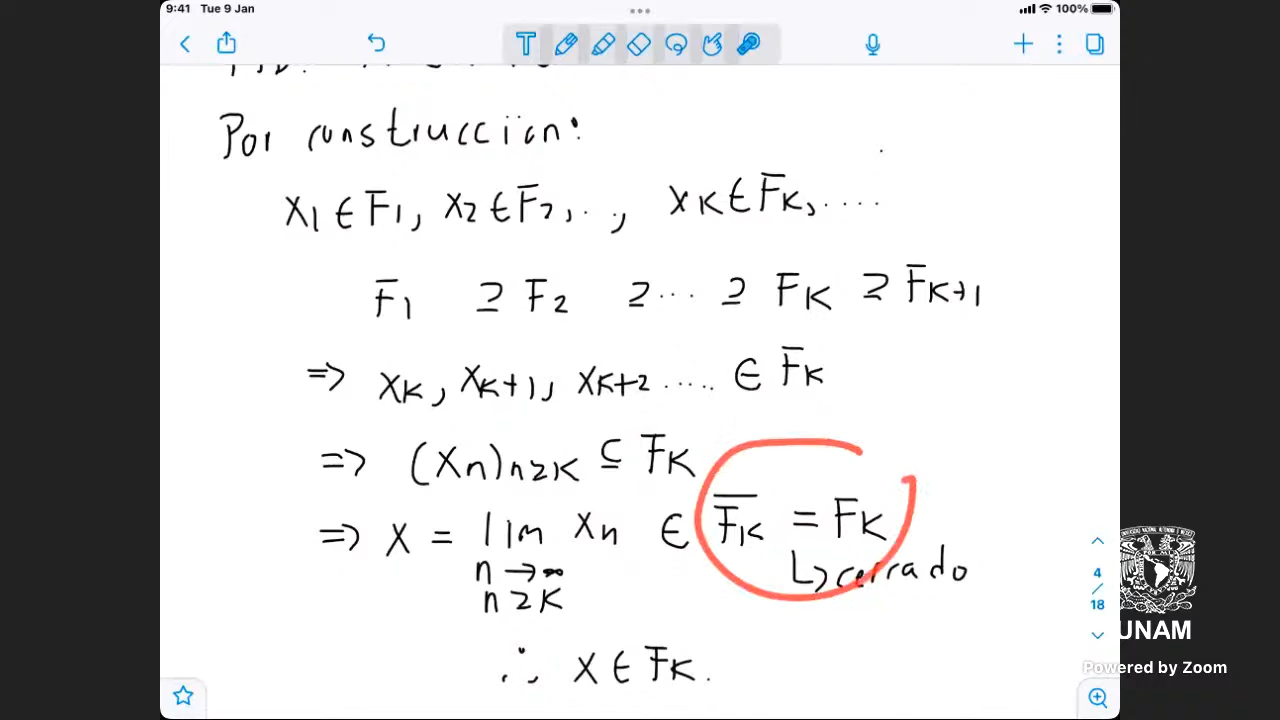 9:41 Tue 9 Jan
100%
Por construcción:
x1 ∈ F1, x2 ∈ F2, ..., xK ∈ FK, ....
F1 ⊇ F2 ⊇ ... ⊇ FK ⊇ FK+1
=> xK, xK+1, xK+2 ..... ∈ FK
=> (xn)n≥K ⊆ FK
=> x = lim xn ∈ F̅K = FK
n → ∞
↳ cerrado
n ≥ K
∴ x ∈ FK.
4
/
18
UNAM
Powered by Zoom